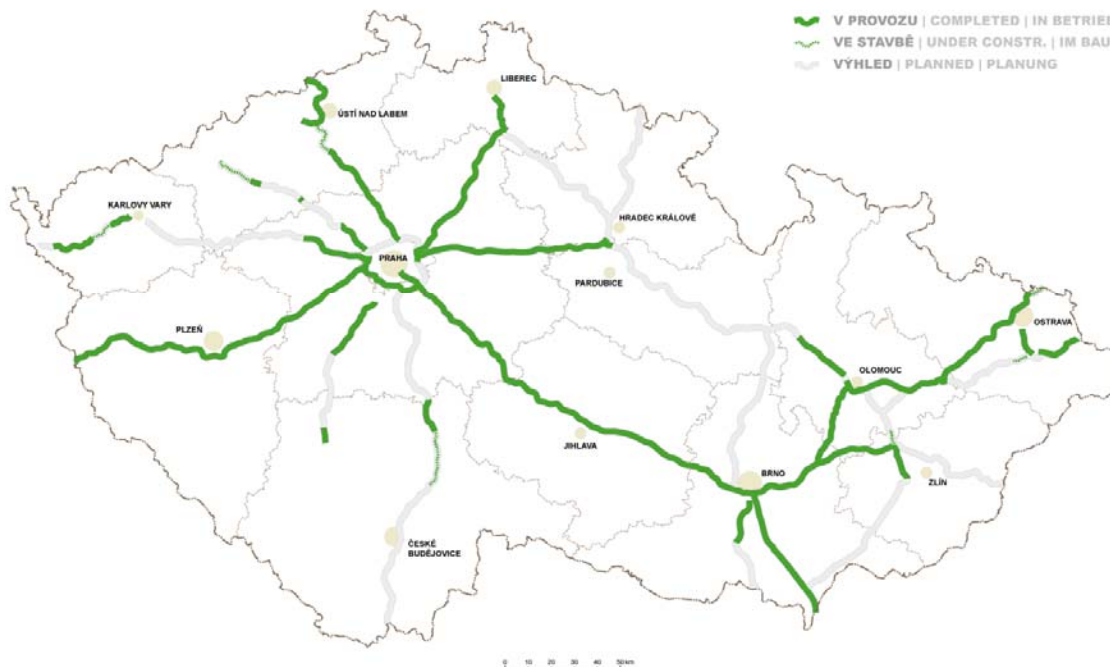 V PROVOZU | COMPLETED | IN BETRIEB
VE STAVBĚ | UNDER CONSTR. | IM BAU
VÝHLED | PLANNED | PLANUNG
LIBEREC
ÚSTÍ NAD LABEM
KARLOVY VARY
HRADEC KRÁLOVÉ
PRAHA
PARDUBICE
PLZEŇ
OSTRAVA
OLOMOUC
JIHLAVA
BRNO
ZLÍN
ČESKÉ
BUDĚJOVICE
0 10 20 30 40 50 km